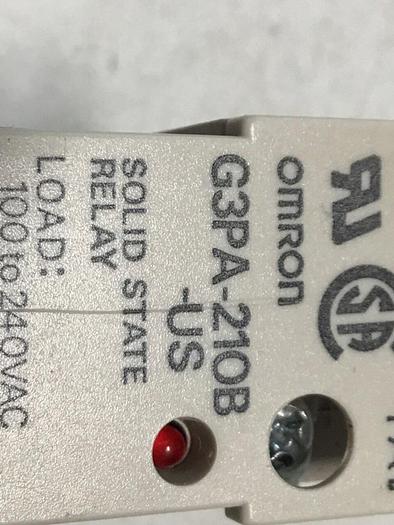 omron
G3PA-210B
-US
SOLID STATE
RELAY
LOAD:
100 to 240VAC